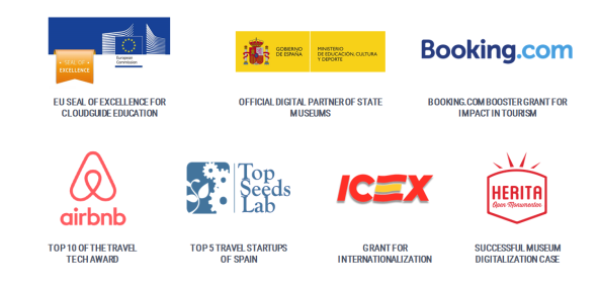 A SEAL OF
EXCELLENCE
European
Commission
EU SEAL OF EXCELLENCE FOR
CLOUDGUIDE EDUCATION
GOBIERNO
DE ESPAÑA
MINISTERIO
DE EDUCACIÓN, CULTURA
Y DEPORTE
OFFICIAL DIGITAL PARTNER OF STATE
MUSEUMS
Booking.com
BOOKING.COM BOOSTER GRANT FOR
IMPACT IN TOURISM
airbnb
TOP 10 OF THE TRAVEL
TECH AWARD
Top
Seeds
Lab
TOP 5 TRAVEL STARTUPS
OF SPAIN
ICEX
GRANT FOR
INTERNATIONALIZATION
HERITA
Open Monumenten
SUCCESSFUL MUSEUM
DIGITALIZATION CASE